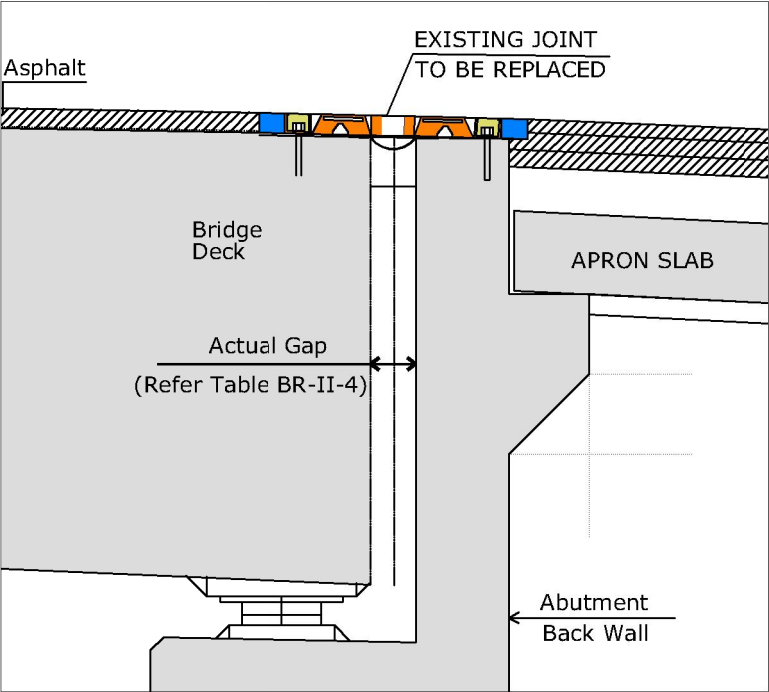 EXISTING JOINT
TO BE REPLACED
Asphalt
Bridge
Deck
APRON SLAB
Actual Gap
(Refer Table BR-II-4)
Abutment
Back Wall